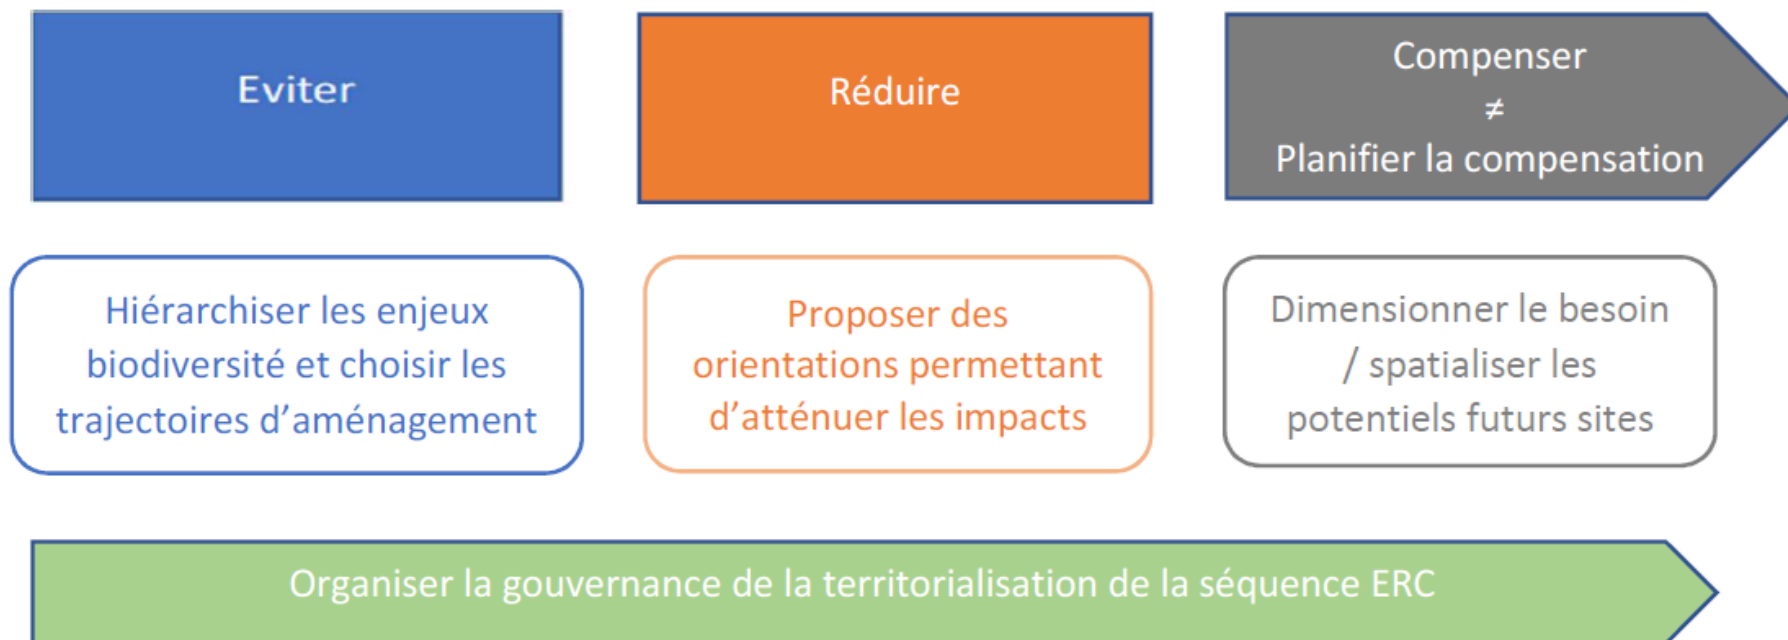 Eviter
Réduire
Compenser
≠
Planifier la compensation
Hiérarchiser les enjeux
biodiversité et choisir les
trajectoires d’aménagement
Proposer des
orientations permettant
d’atténuer les impacts
Dimensionner le besoin
/ spatialiser les
potentiels futurs sites
Organiser la gouvernance de la territorialisation de la séquence ERC